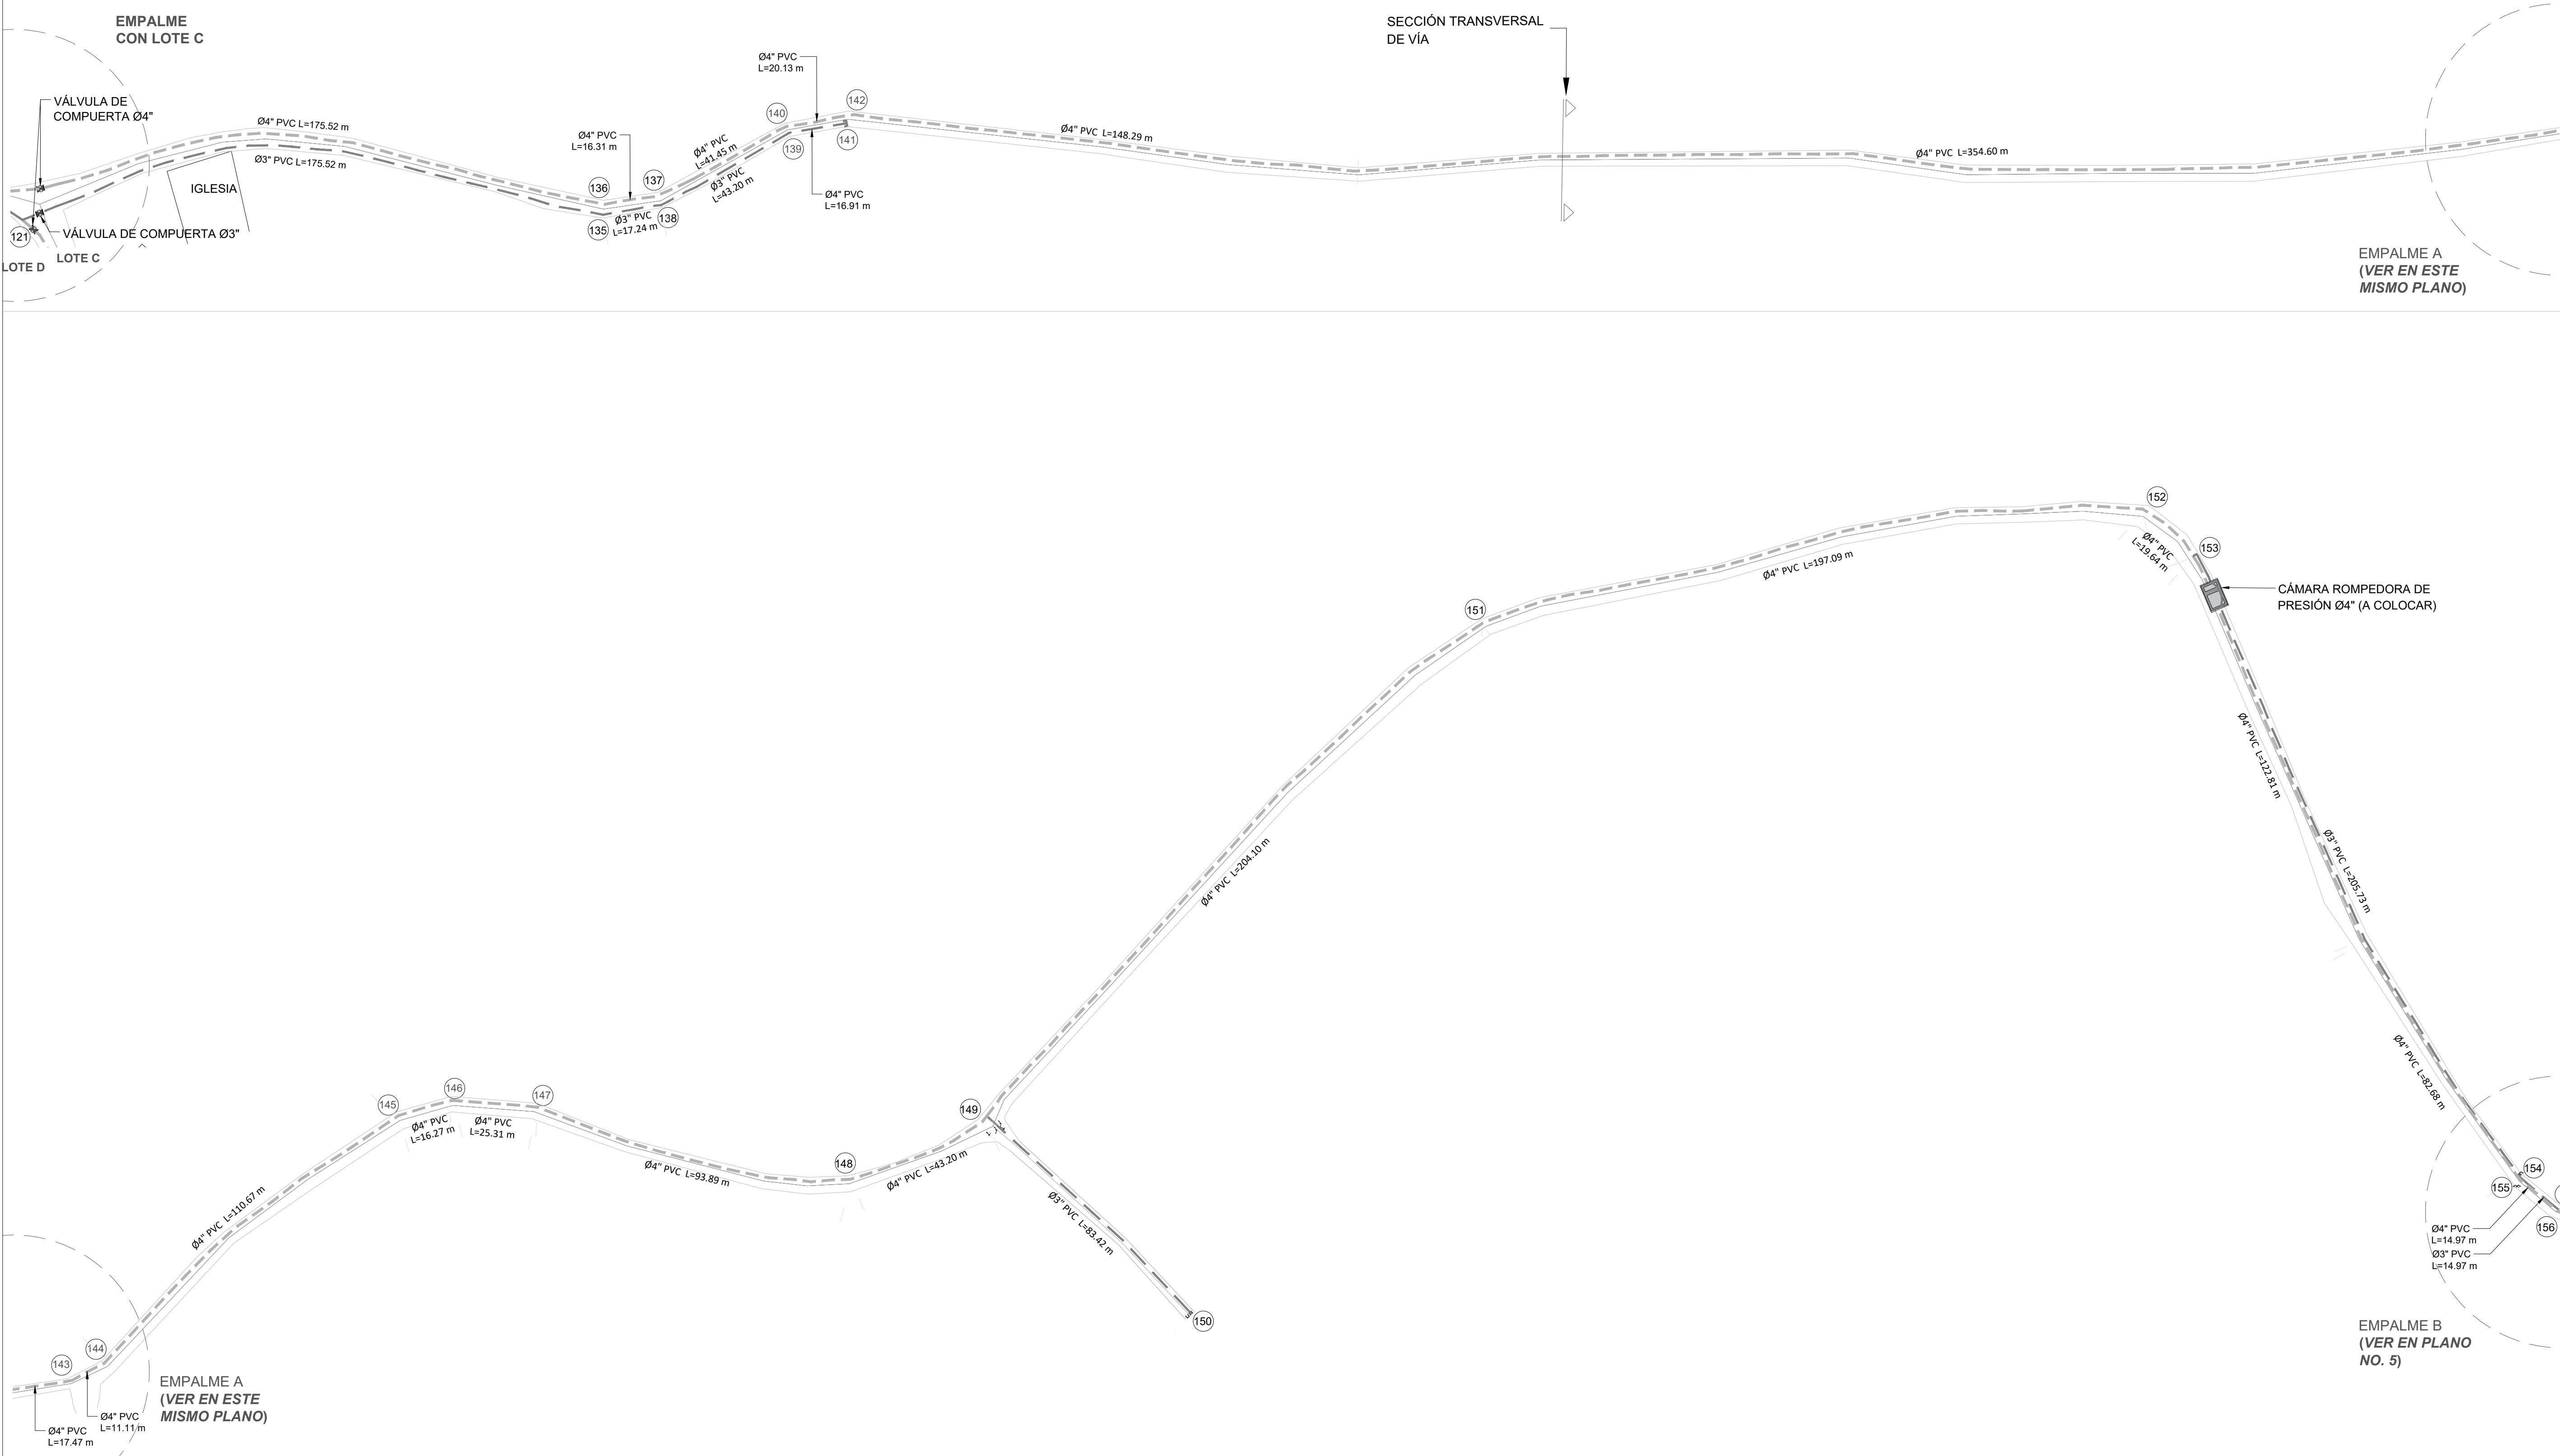 EMPALME
CON LOTE C
SECCIÓN TRANSVERSAL
DE VÍA
VÁLVULA DE
COMPUERTA Ø4"
Ø4" PVC L=175.52 m
Ø3" PVC L=175.52 m
IGLESIA
VÁLVULA DE COMPUERTA Ø3"
121
LOTE D
LOTE C
136
135
Ø4" PVC
L=16.31 m
Ø3" PVC
L=17.24 m
137
138
Ø4" PVC
L=41.45 m
Ø3" PVC
L=43.20 m
140
139
Ø4" PVC
L=20.13 m
Ø4" PVC
L=16.91 m
142
141
Ø4" PVC L=148.29 m
Ø4" PVC L=354.60 m
EMPALME A
(VER EN ESTE
MISMO PLANO)
152
153
Ø4" PVC
L=19.64 m
CÁMARA ROMPEDORA DE
PRESIÓN Ø4" (A COLOCAR)
151
Ø4" PVC L=197.09 m
Ø4" PVC L=122.81 m
Ø3" PVC L=205.73 m
Ø4" PVC L=204.10 m
Ø4" PVC L=82.68 m
145
146
147
Ø4" PVC
L=16.27 m
Ø4" PVC
L=25.31 m
149
148
Ø4" PVC L=93.89 m
Ø4" PVC L=43.20 m
Ø3" PVC L=83.42 m
150
Ø4" PVC L=110.67 m
154
155
156
Ø4" PVC
L=14.97 m
Ø3" PVC
L=14.97 m
EMPALME B
(VER EN PLANO
NO. 5)
143
144
EMPALME A
(VER EN ESTE
MISMO PLANO)
Ø4" PVC
L=11.11 m
Ø4" PVC
L=17.47 m